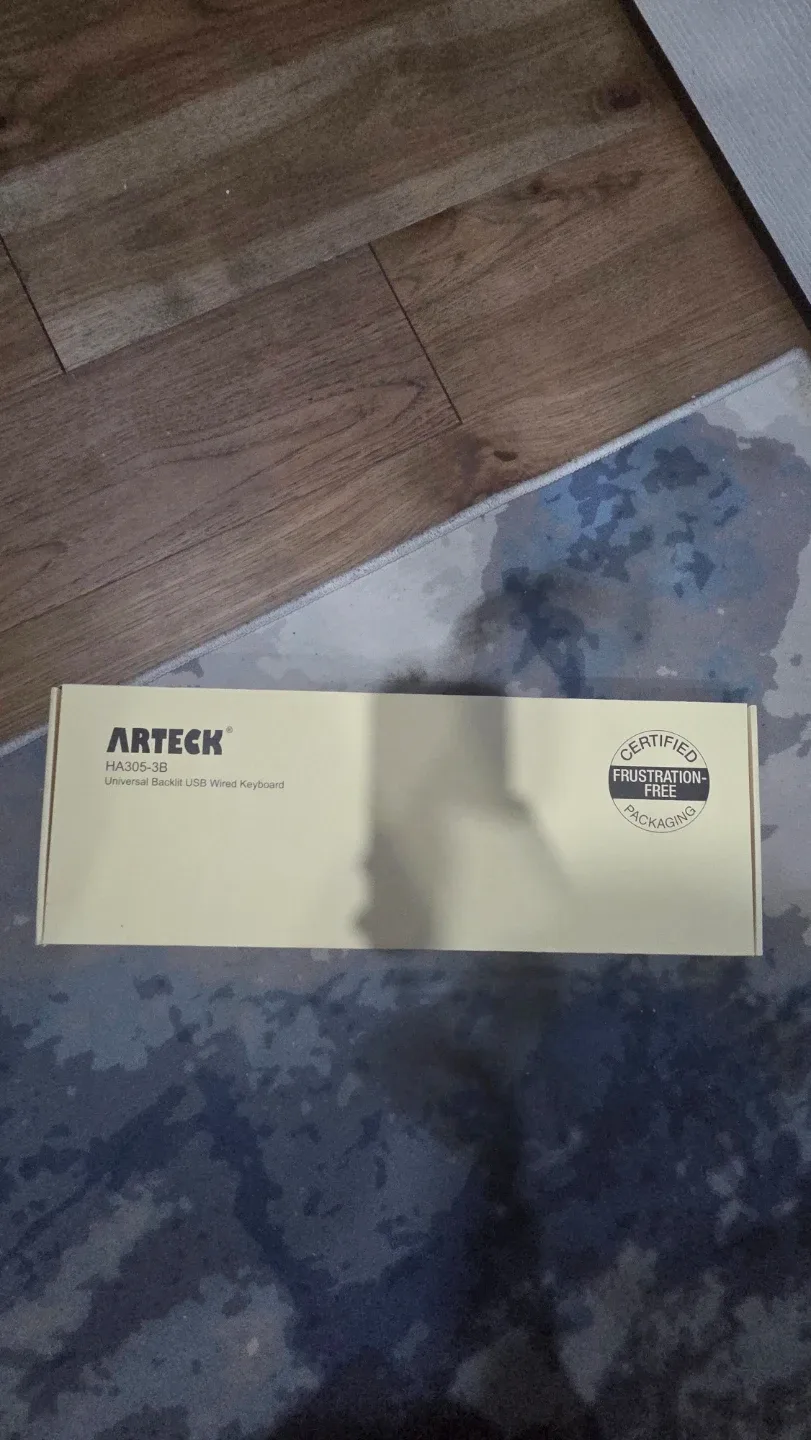 ARTECK®
HA305-3B
Universal Backlit USB Wired Keyboard
CERTIFIED
FRUSTRATION-
FREE
PACKAGING